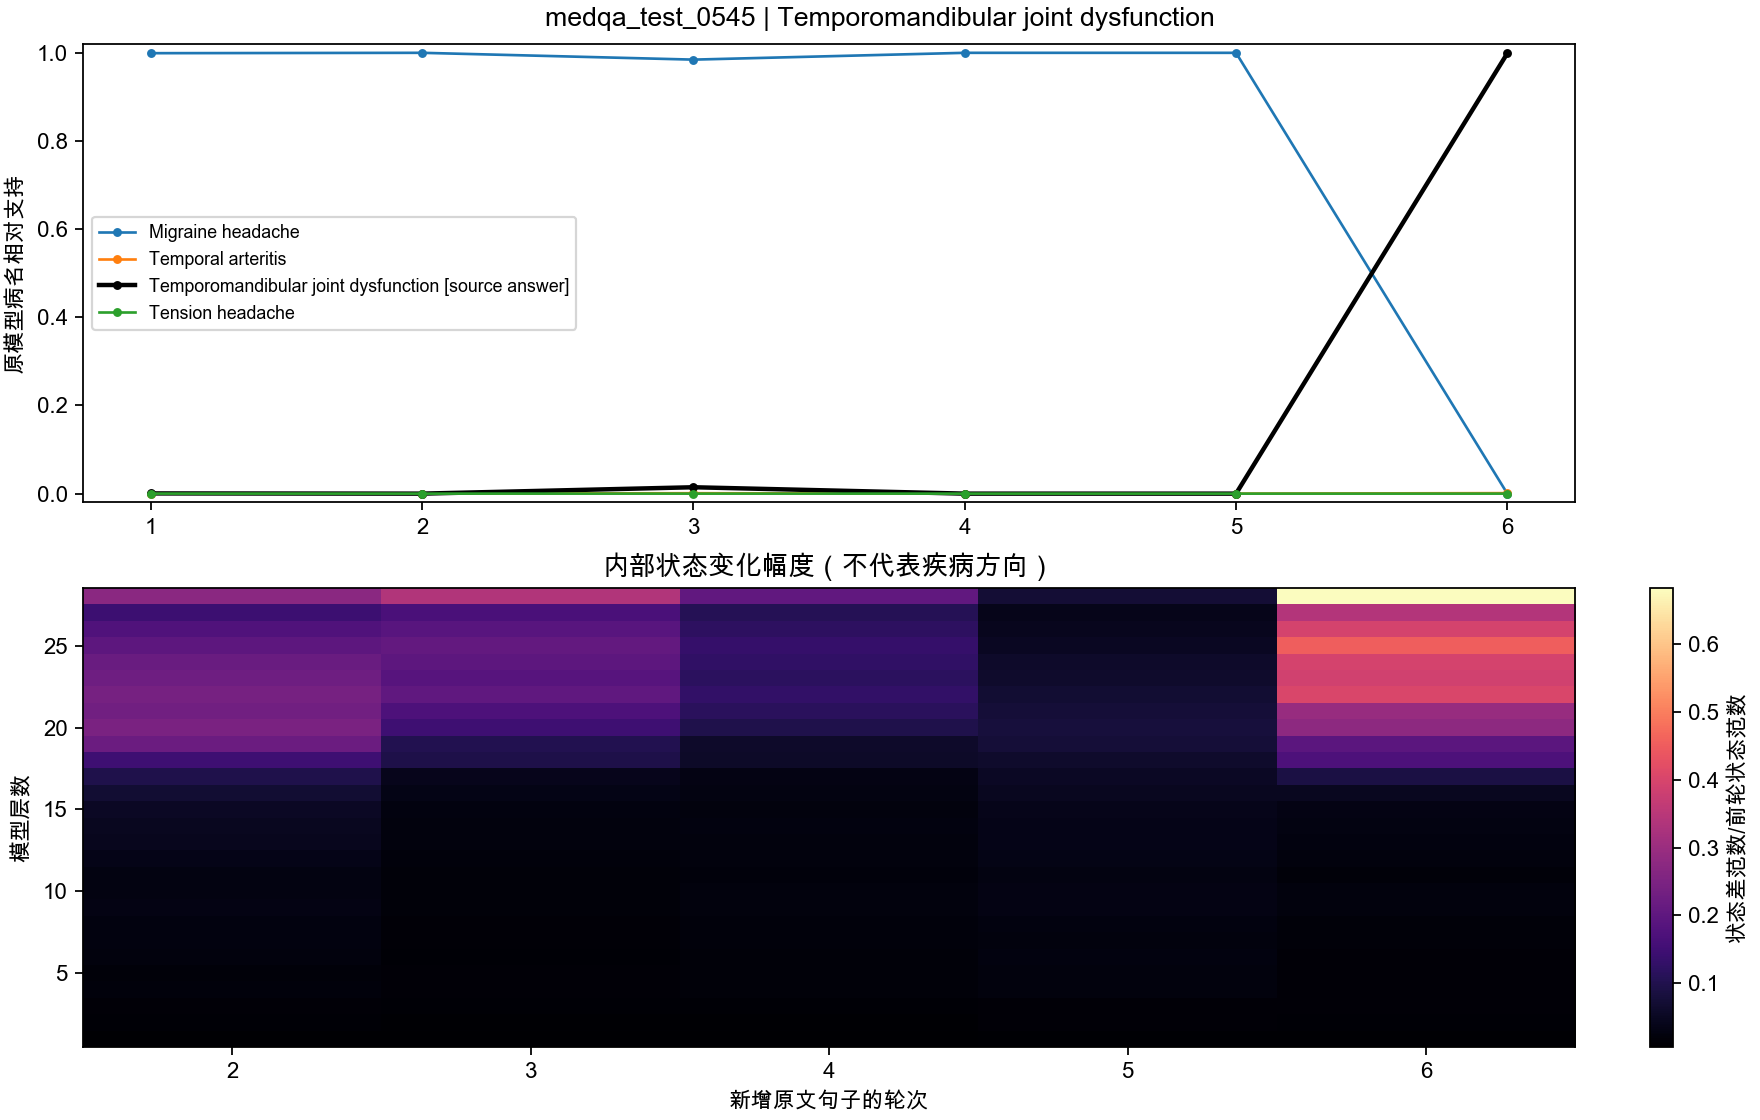 medqa_test_0545 | Temporomandibular joint dysfunction
原模型病名相对支持
1.0
0.8
0.6
0.4
0.2
0.0
Migraine headache
Temporal arteritis
Temporomandibular joint dysfunction [source answer]
Tension headache
1 2 3 4 5 6
内部状态变化幅度（不代表疾病方向）
模型层数
25
20
15
10
5
2 3 4 5 6
新增原文句子的轮次
0.6
0.5
0.4
0.3
0.2
0.1
状态差范数/前轮状态范数